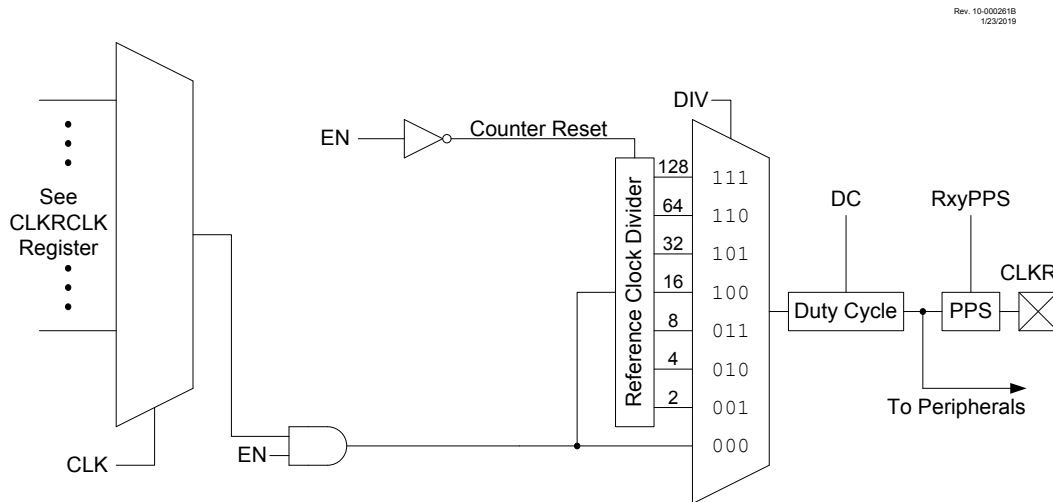 Rev. 10-000261B
1/23/2019
DIV
EN
Counter Reset
See
CLKRCLK
Register
Reference Clock Divider
128
111
64
110
32
101
16
100
8
011
4
010
2
001
000
DC
RxyPPS
CLKR
Duty Cycle
PPS
To Peripherals
EN
CLK